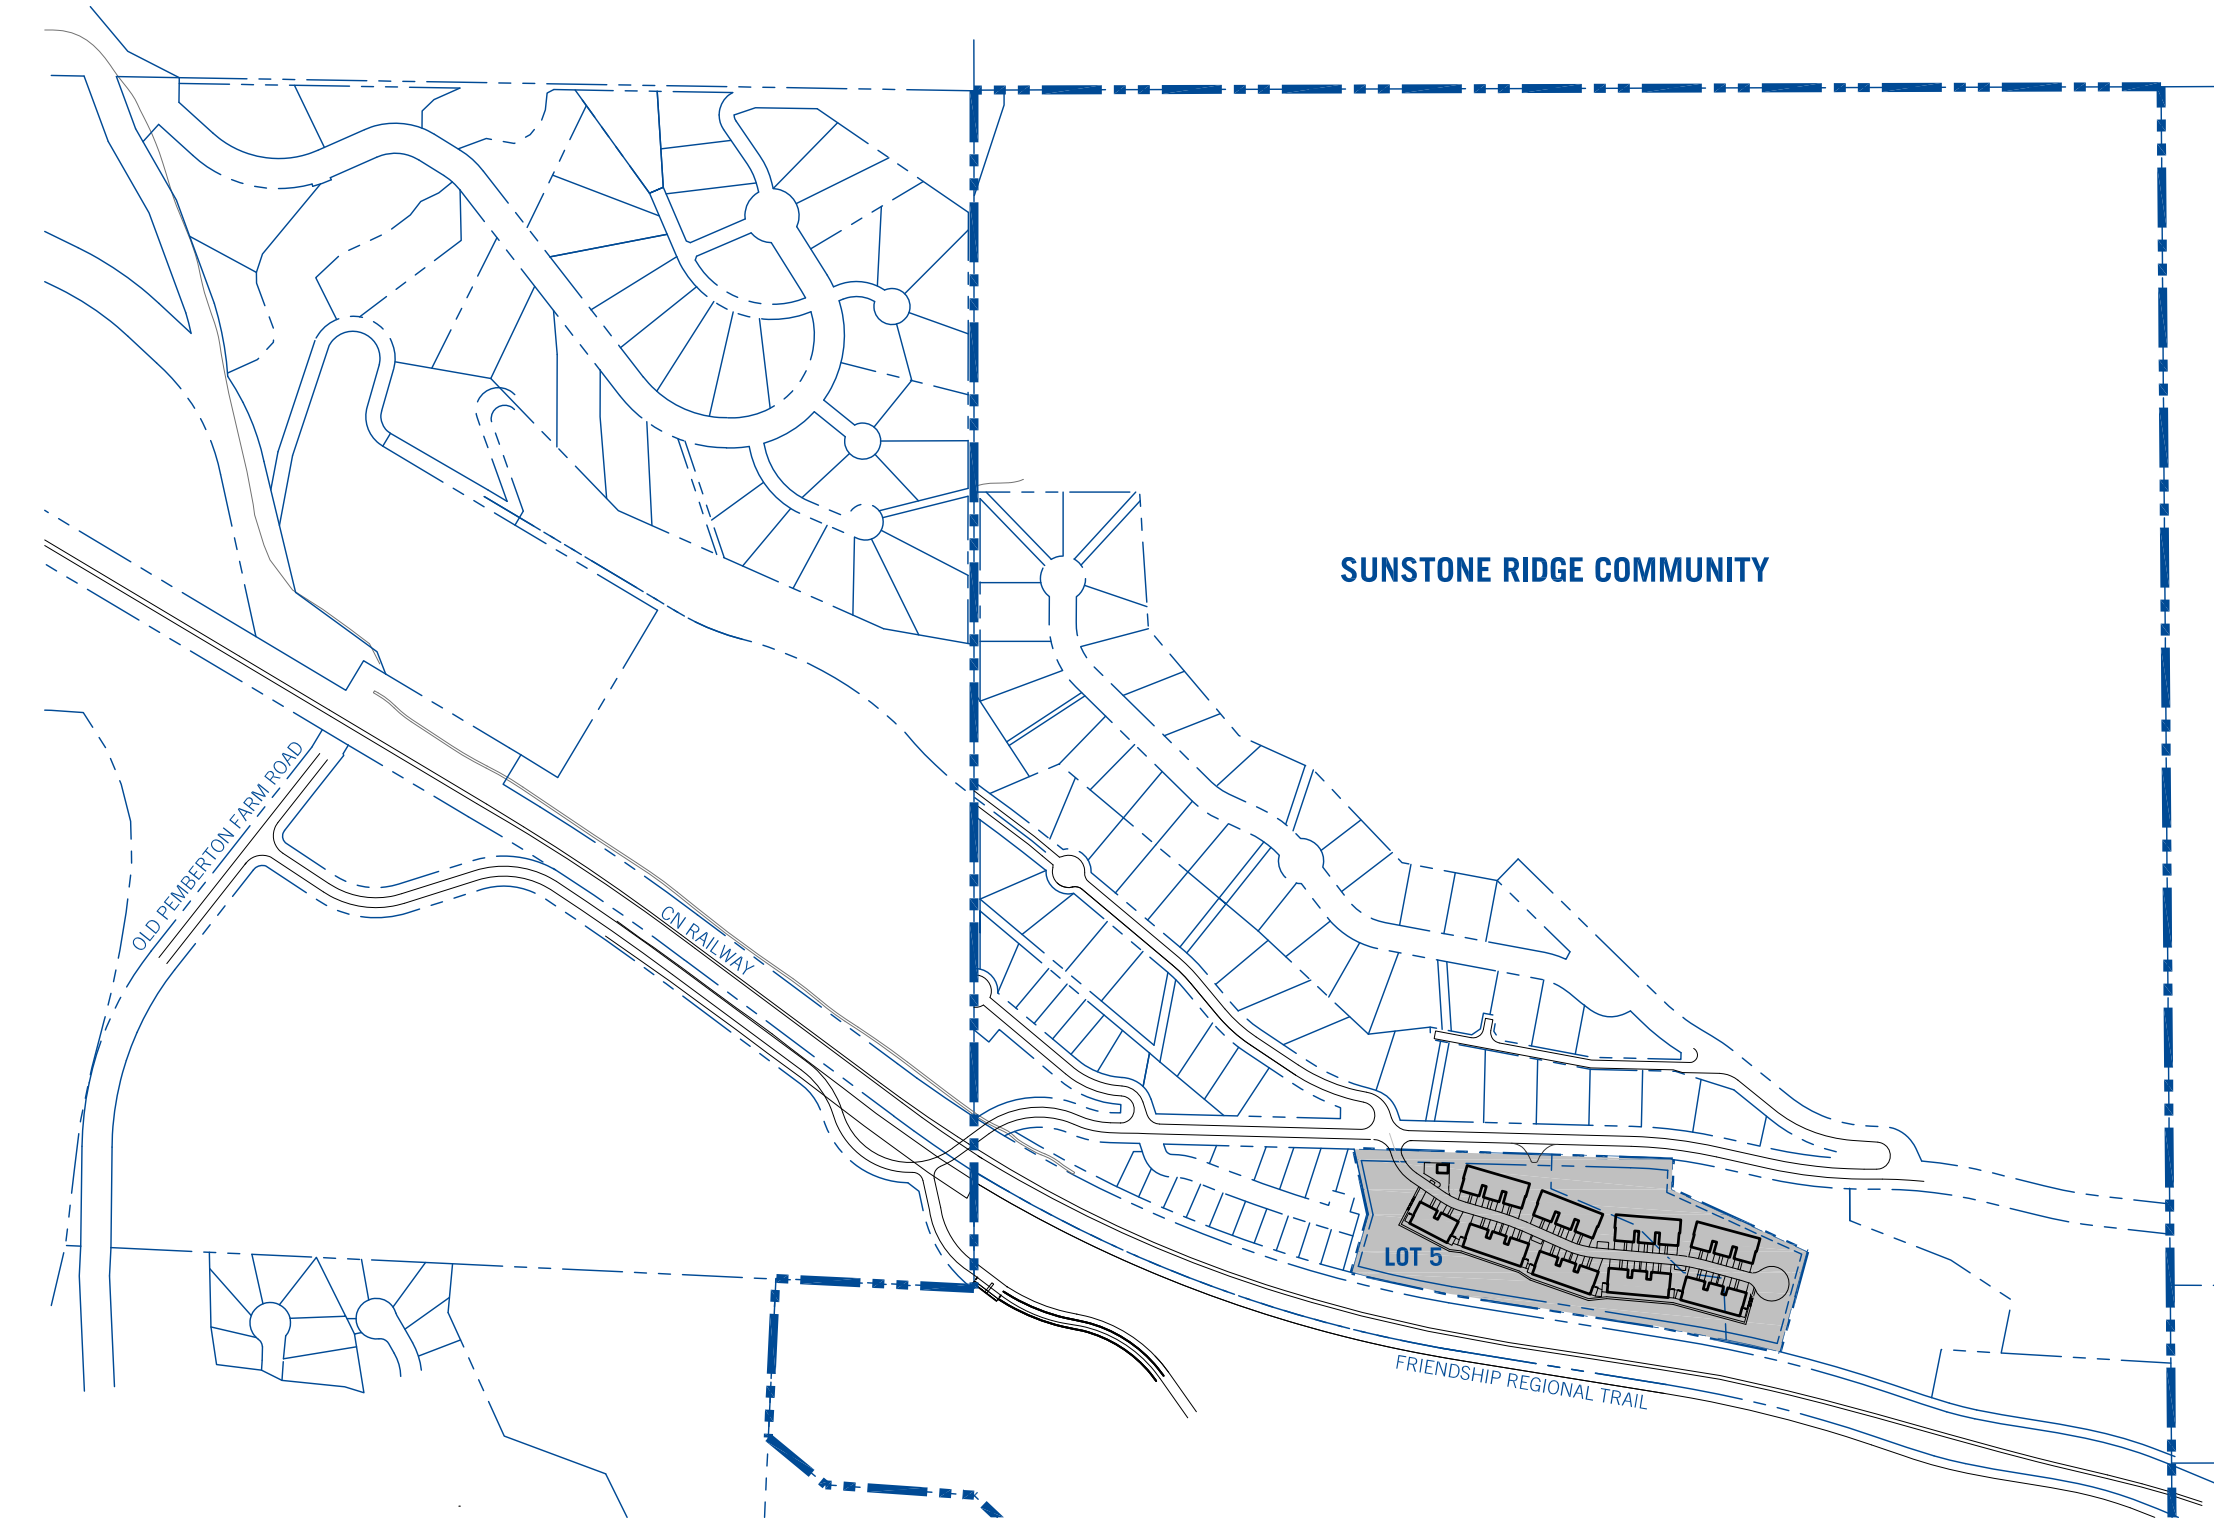 SUNSTONE RIDGE COMMUNITY
OLD PEMBERTON FARM ROAD
CN RAILWAY
LOT 5
FRIENDSHIP REGIONAL TRAIL